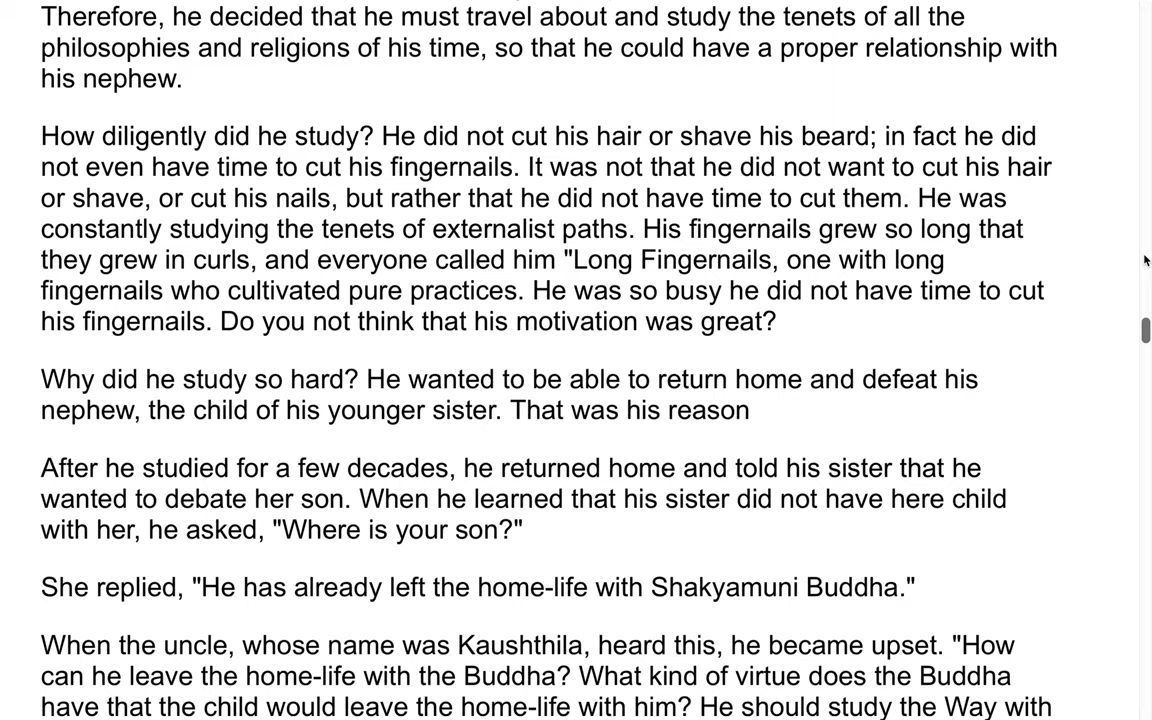 Therefore, he decided that he must travel about and study the tenets of all the
philosophies and religions of his time, so that he could have a proper relationship with
his nephew.
How diligently did he study? He did not cut his hair or shave his beard; in fact he did
not even have time to cut his fingernails. It was not that he did not want to cut his hair
or shave, or cut his nails, but rather that he did not have time to cut them. He was
constantly studying the tenets of externalist paths. His fingernails grew so long that
they grew in curls, and everyone called him "Long Fingernails, one with long
fingernails who cultivated pure practices. He was so busy he did not have time to cut
his fingernails. Do you not think that his motivation was great?
Why did he study so hard? He wanted to be able to return home and defeat his
nephew, the child of his younger sister. That was his reason
After he studied for a few decades, he returned home and told his sister that he
wanted to debate her son. When he learned that his sister did not have here child
with her, he asked, "Where is your son?"
She replied, "He has already left the home-life with Shakyamuni Buddha."
When the uncle, whose name was Kaushthila, heard this, he became upset. "How
can he leave the home-life with the Buddha? What kind of virtue does the Buddha
have that the child would leave the home-life with him? He should study the Way with